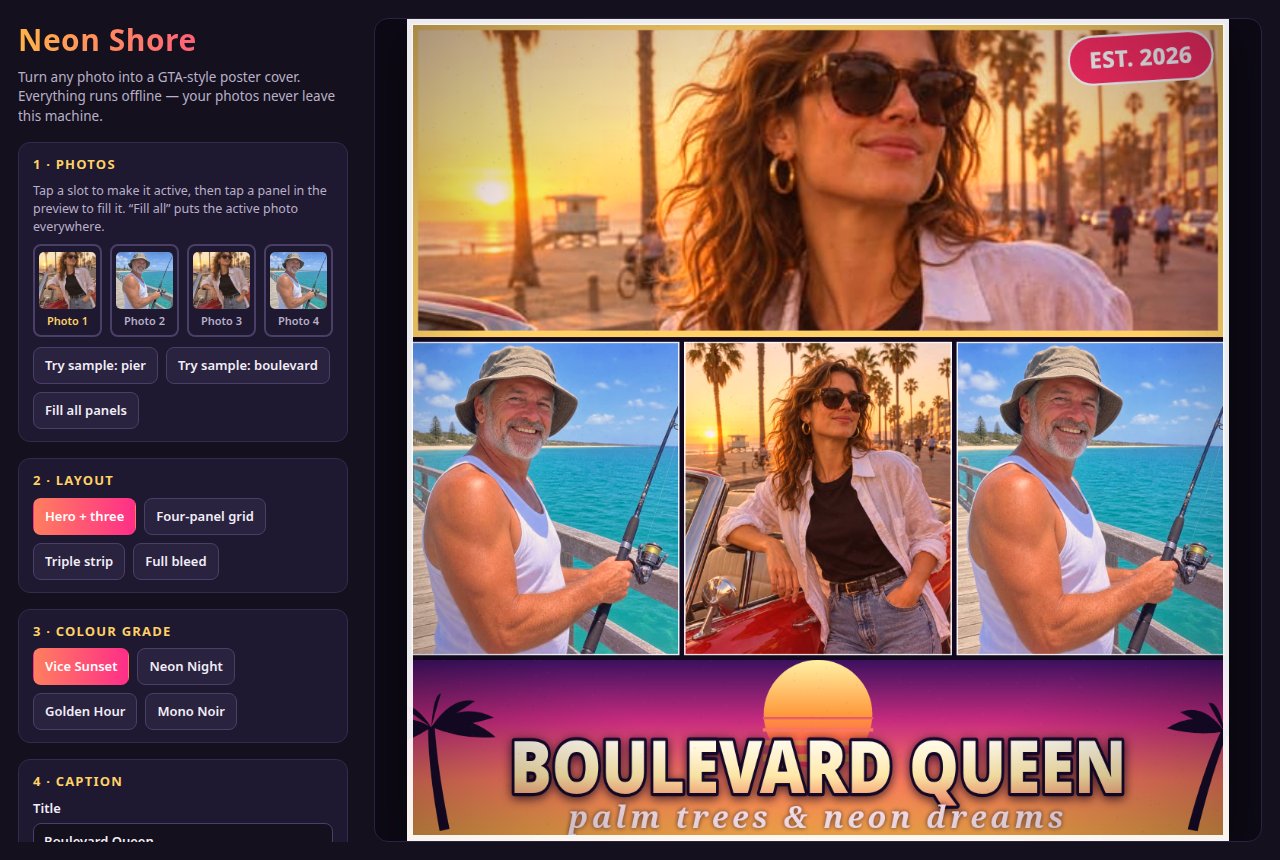 Neon Shore
Turn any photo into a GTA-style poster cover.
Everything runs offline — your photos never leave
this machine.
1 · PHOTOS
Tap a slot to make it active, then tap a panel in the
preview to fill it. “Fill all” puts the active photo
everywhere.
Photo 1
Photo 2
Photo 3
Photo 4
Try sample: pier
Try sample: boulevard
Fill all panels
2 · LAYOUT
Hero + three
Four-panel grid
Triple strip
Full bleed
3 · COLOUR GRADE
Vice Sunset
Neon Night
Golden Hour
Mono Noir
4 · CAPTION
Title
Boulevard Queen
EST. 2026
BOULEVARD QUEEN
palm trees & neon dreams